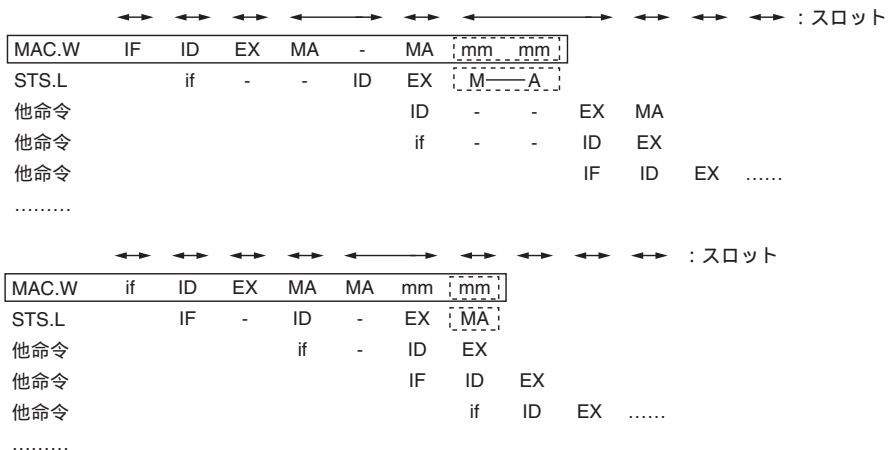 : スロット
MAC.W IF ID EX MA - MA mm mm
STS.L if - - ID EX M A
他命令 ID - - EX MA
他命令 if - - ID EX
他命令 IF ID EX ……
………
: スロット
MAC.W if ID EX MA MA mm mm
STS.L IF - ID - EX MA
他命令 if - ID EX
他命令 IF ID EX
他命令 if ID EX ……
………